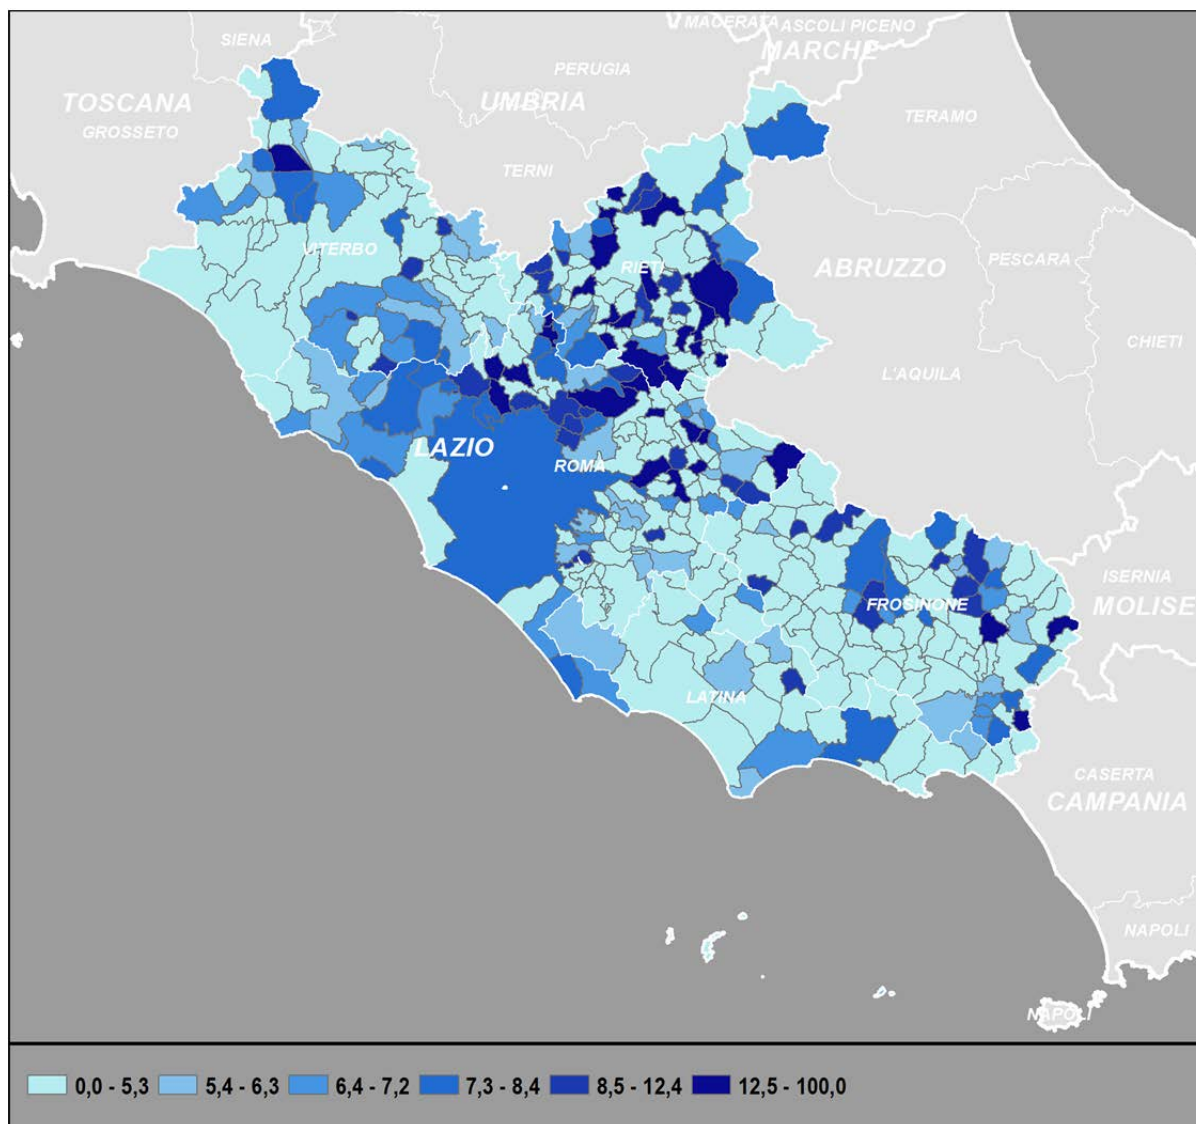 MACERATA ASCOLI PICENO
SIENA
MARCHE
PERUGIA
TOSCANA
UMBRIA
GROSSETO
TERAMO
TERNI
VITERBO
RIETI
ABRUZZO
PESCARA
CHIETI
L'AQUILA
LAZIO
ROMA
ISERNIA
FROSINONE
MOLISE
LATINA
CASERTA
CAMPANIA
NAPOLI
NAPOLI
0,0 - 5,3 5,4 - 6,3 6,4 - 7,2 7,3 - 8,4 8,5 - 12,4 12,5 - 100,0